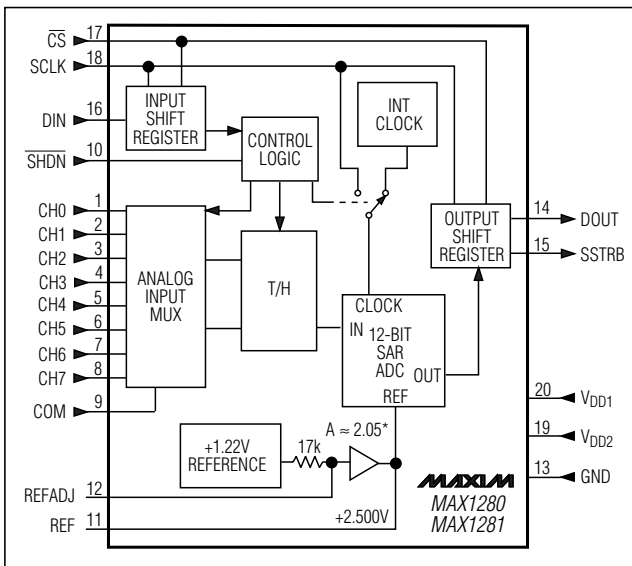 CS 17
SCLK 18
DIN 16
SHDN 10
CH0 1
CH1 2
CH2 3
CH3 4
CH4 5
CH5 6
CH6 7
CH7 8
COM 9
REFADJ 12
REF 11
INPUT
SHIFT
REGISTER
CONTROL
LOGIC
INT
CLOCK
ANALOG
INPUT
MUX
T/H
CLOCK
IN
12-BIT
SAR
ADC
OUT
REF
OUTPUT
SHIFT
REGISTER
14 DOUT
15 SSTRB
+1.22V
REFERENCE
17k
A ≈ 2.05*
+2.500V
20 VDD1
19 VDD2
13 GND
MAXIM
MAX1280
MAX1281